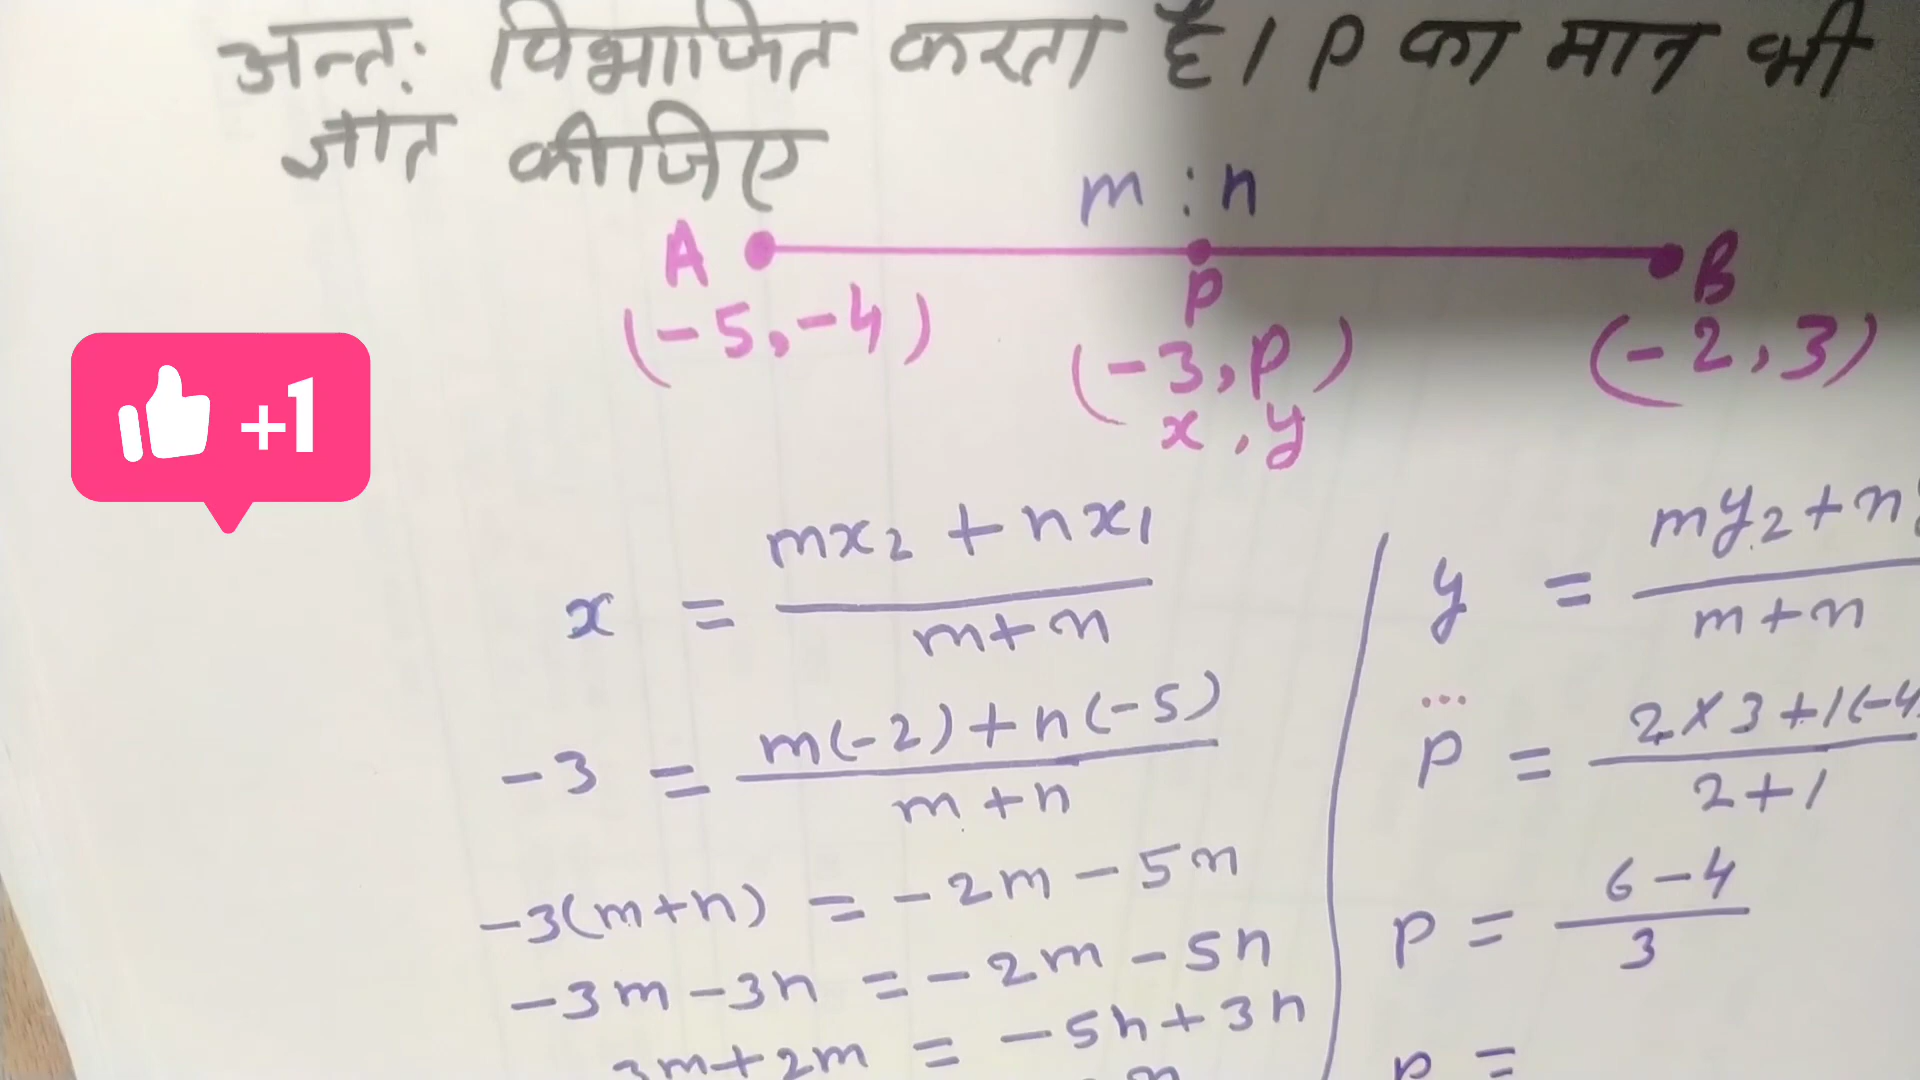 अन्त: विभाजित करता है। P का मान भी
ज्ञात कीजिए
m : n
A P B
(-5,-4) (-3,P) (-2,3)
x , y
+1
x = mx₂ + nx₁ / m+n
-3 = m(-2)+n(-5) / m+n
-3(m+n) = -2m-5n
-3m-3n = -2m-5n
3m+2m = -5n+3n
n
y = my₂+ny / m+n
...
P = 2×3+1(-4 / 2+1
P = 6-4 / 3
P =